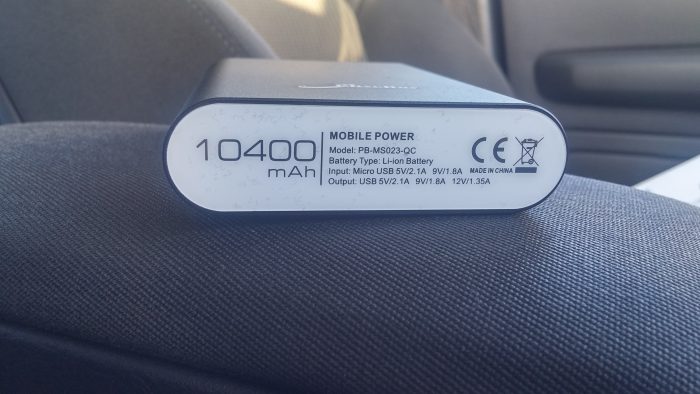 10400
mAh
MOBILE POWER
Model: PB-MS023-QC
Battery Type: Li-ion Battery
Input: Micro USB 5V/2.1A 9V/1.8A
Output: USB 5V/2.1A 9V/1.8A 12V/1.35A
CE
MADE IN CHINA